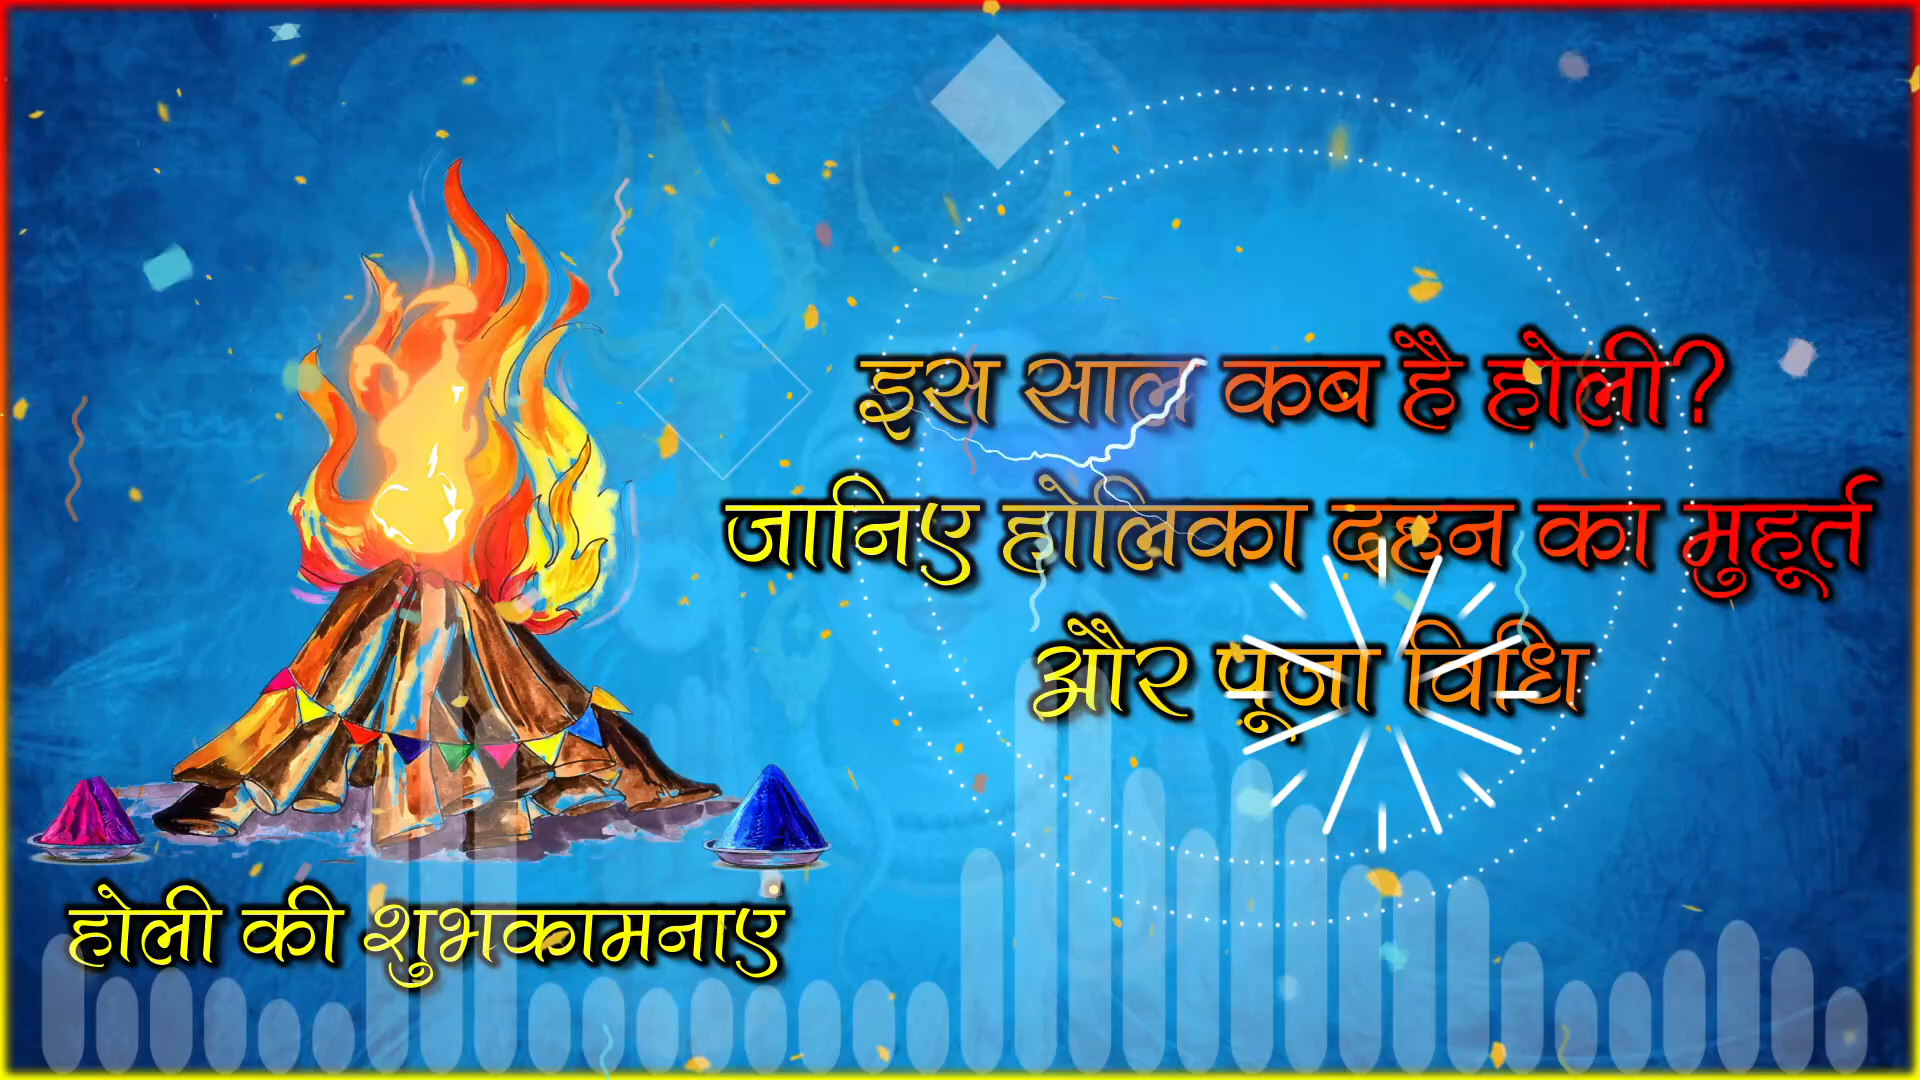 इस साल कब है होली?
जानिए होलिका दहन का मुहूर्त
और पूजा विधि
होली की शुभकामनाएं